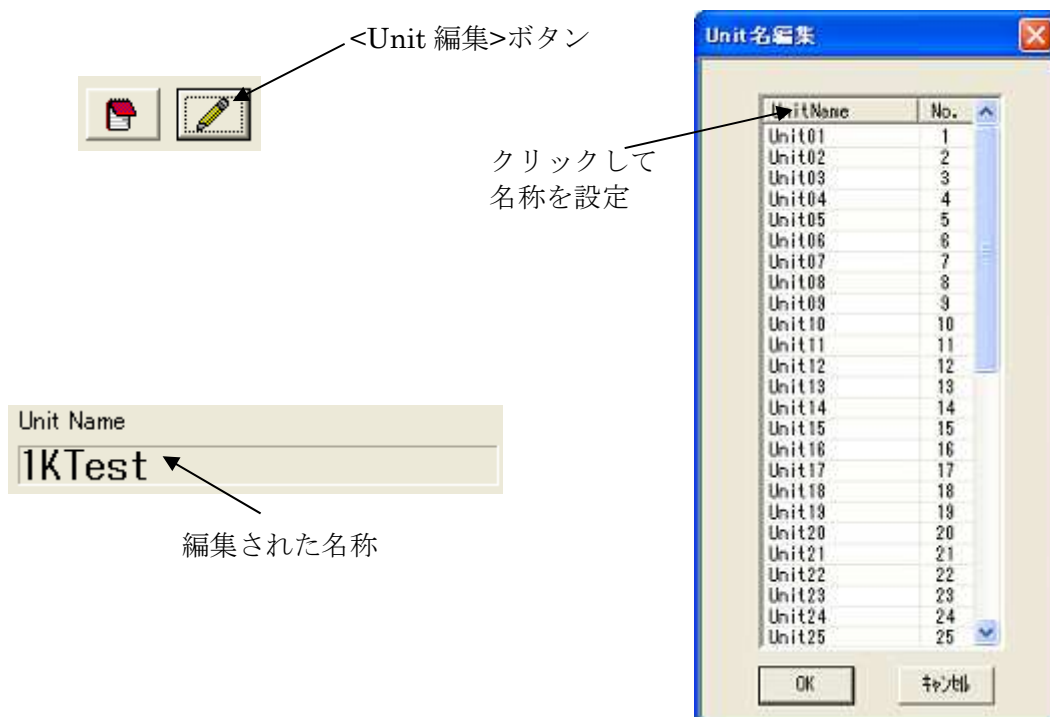 <Unit 編集>ボタン
Unit名編集
クリックして
名称を設定
UnitName No.
Unit01 1
Unit02 2
Unit03 3
Unit04 4
Unit05 5
Unit06 6
Unit07 7
Unit08 8
Unit09 9
Unit10 10
Unit11 11
Unit12 12
Unit13 13
Unit14 14
Unit15 15
Unit16 16
Unit17 17
Unit18 18
Unit19 19
Unit20 20
Unit21 21
Unit22 22
Unit23 23
Unit24 24
Unit25 25
OK キャンセル
Unit Name
1KTest
編集された名称